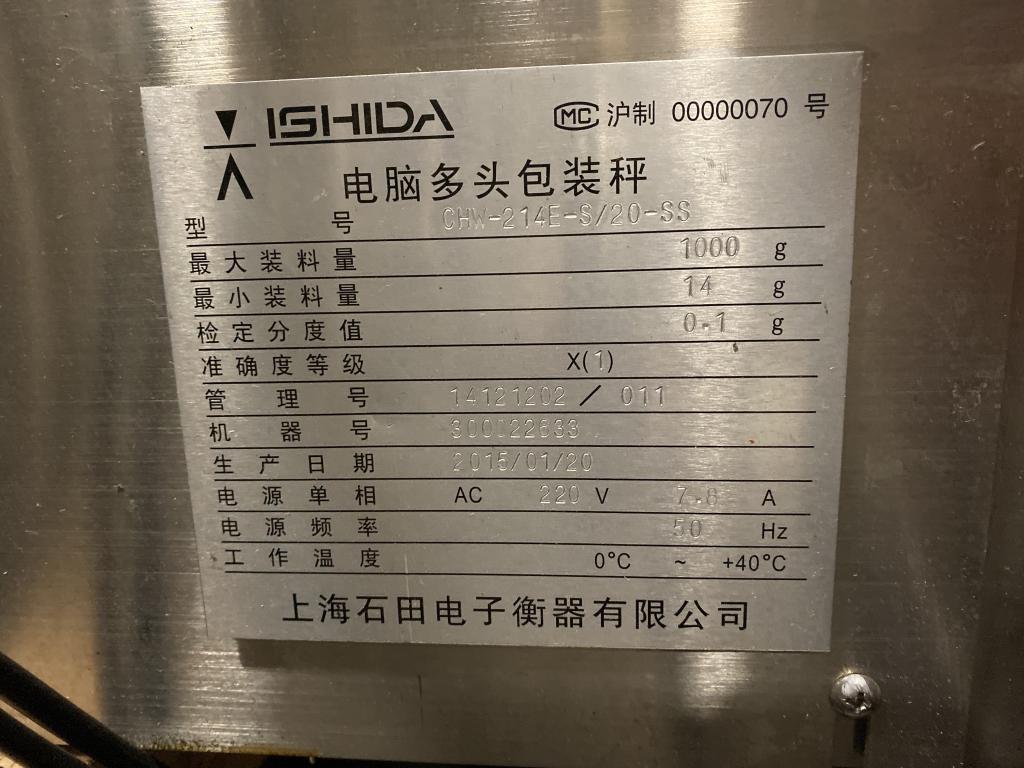 ISHIDA MC 沪制 00000070 号
电脑多头包装秤
型号 CHW-214E-S/20-SS
最大装料量 1000 g
最小装料量 14 g
检定分度值 0.1 g
准确度等级 X(1)
管理号 14121202 / 011
机器号 300022633
生产日期 2015/01/20
电源单相 AC 220 V 7.8 A
电源频率 50 Hz
工作温度 0°C ~ +40°C
上海石田电子衡器有限公司